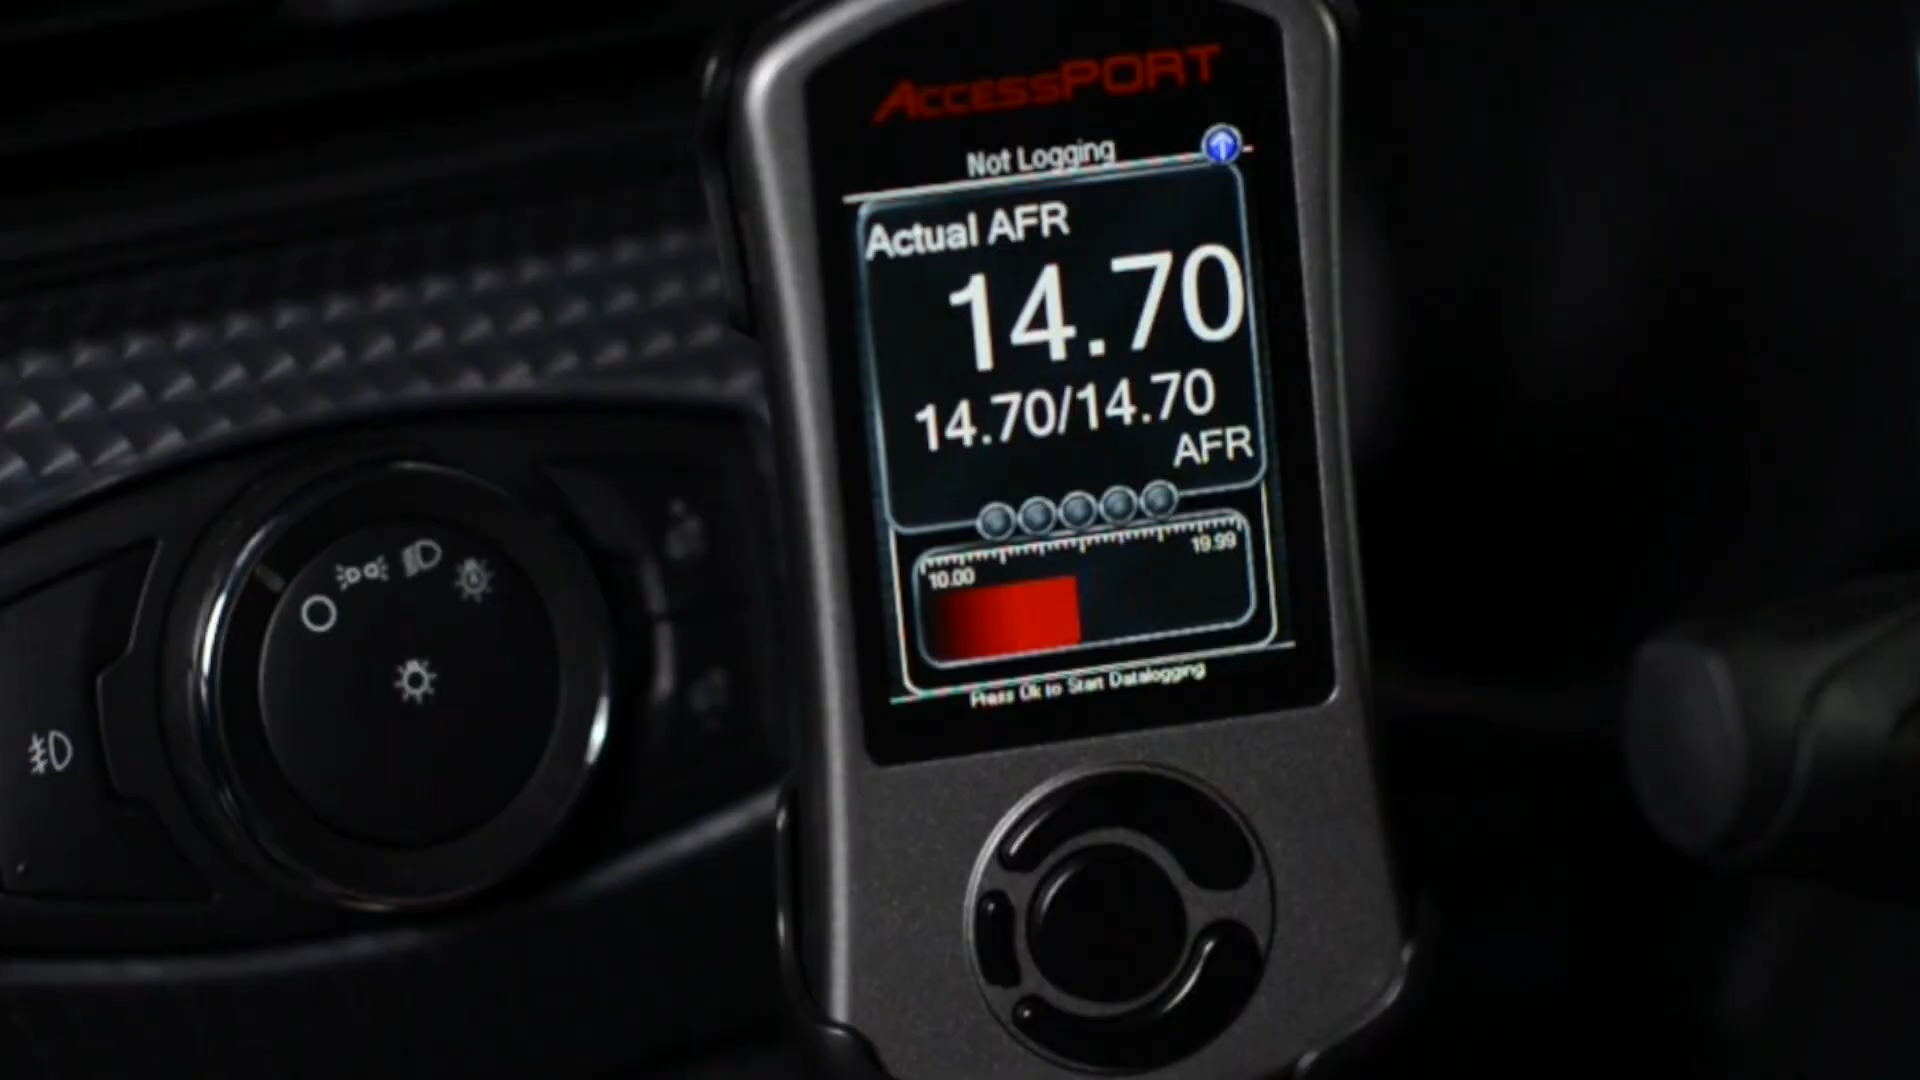 AccessPORT
Not Logging
Actual AFR
14.70
14.70/14.70
AFR
10.00
19.99
Press Ok to Start Datalogging